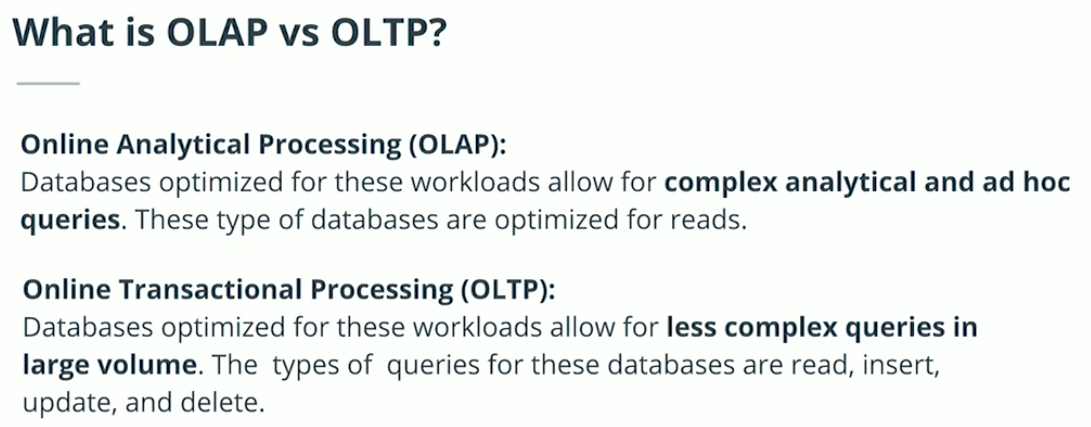 What is OLAP vs OLTP?
Online Analytical Processing (OLAP):
Databases optimized for these workloads allow for complex analytical and ad hoc
queries. These type of databases are optimized for reads.
Online Transactional Processing (OLTP):
Databases optimized for these workloads allow for less complex queries in
large volume. The types of queries for these databases are read, insert,
update, and delete.